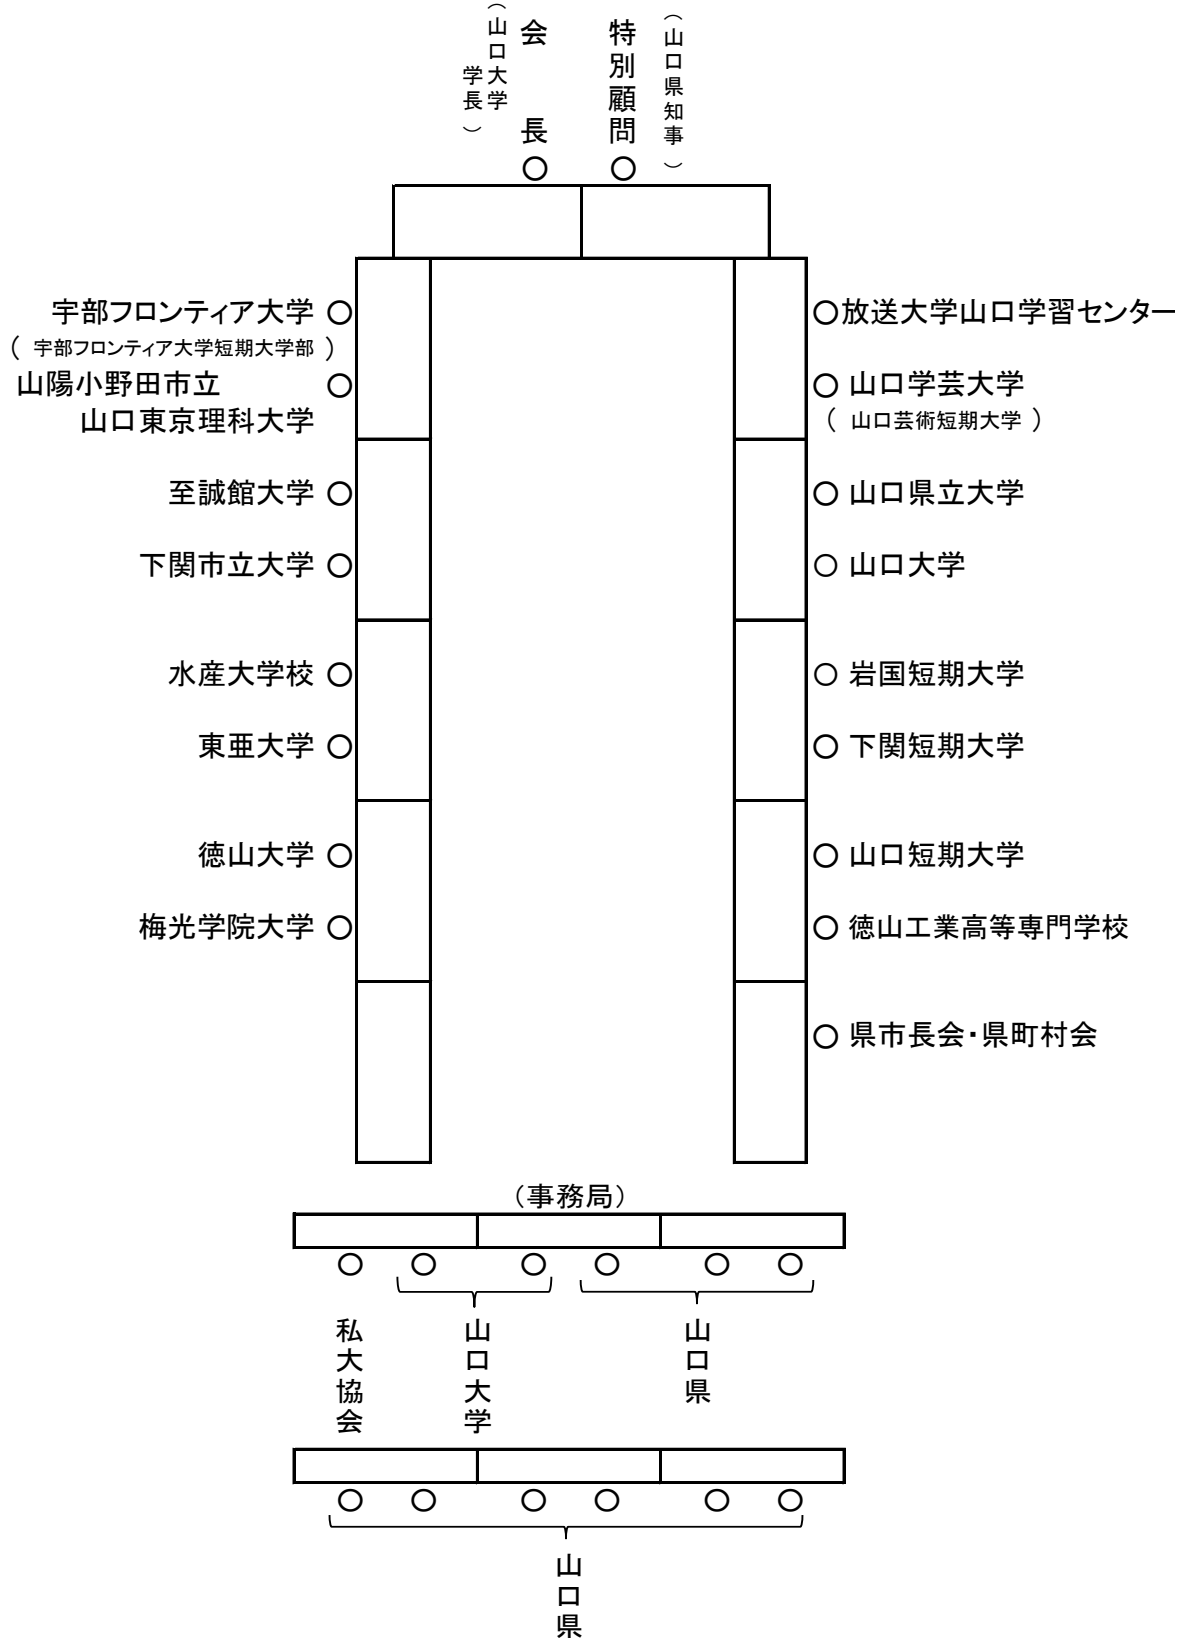 特別顧問
（山口県知事）
会長
（山口大学
学長）
宇部フロンティア大学
（ 宇部フロンティア大学短期大学部 ）
山陽小野田市立
山口東京理科大学
至誠館大学
下関市立大学
水産大学校
東亜大学
徳山大学
梅光学院大学
放送大学山口学習センター
山口学芸大学
（ 山口芸術短期大学 ）
山口県立大学
山口大学
岩国短期大学
下関短期大学
山口短期大学
徳山工業高等専門学校
県市長会・県町村会
（事務局）
私大協会
山口大学
山口県
山口県